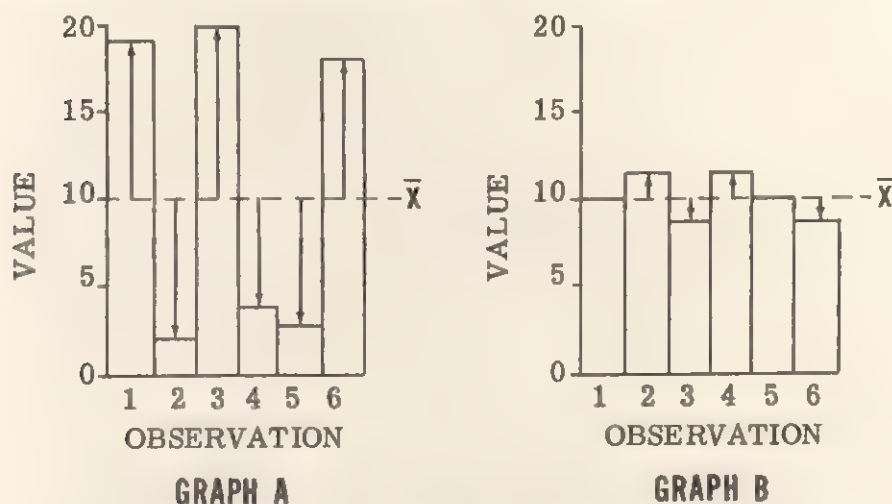 20
15
10
5
0
VALUE
X̄
1 2 3 4 5 6
OBSERVATION
GRAPH A
20
15
10
5
0
VALUE
X̄
1 2 3 4 5 6
OBSERVATION
GRAPH B